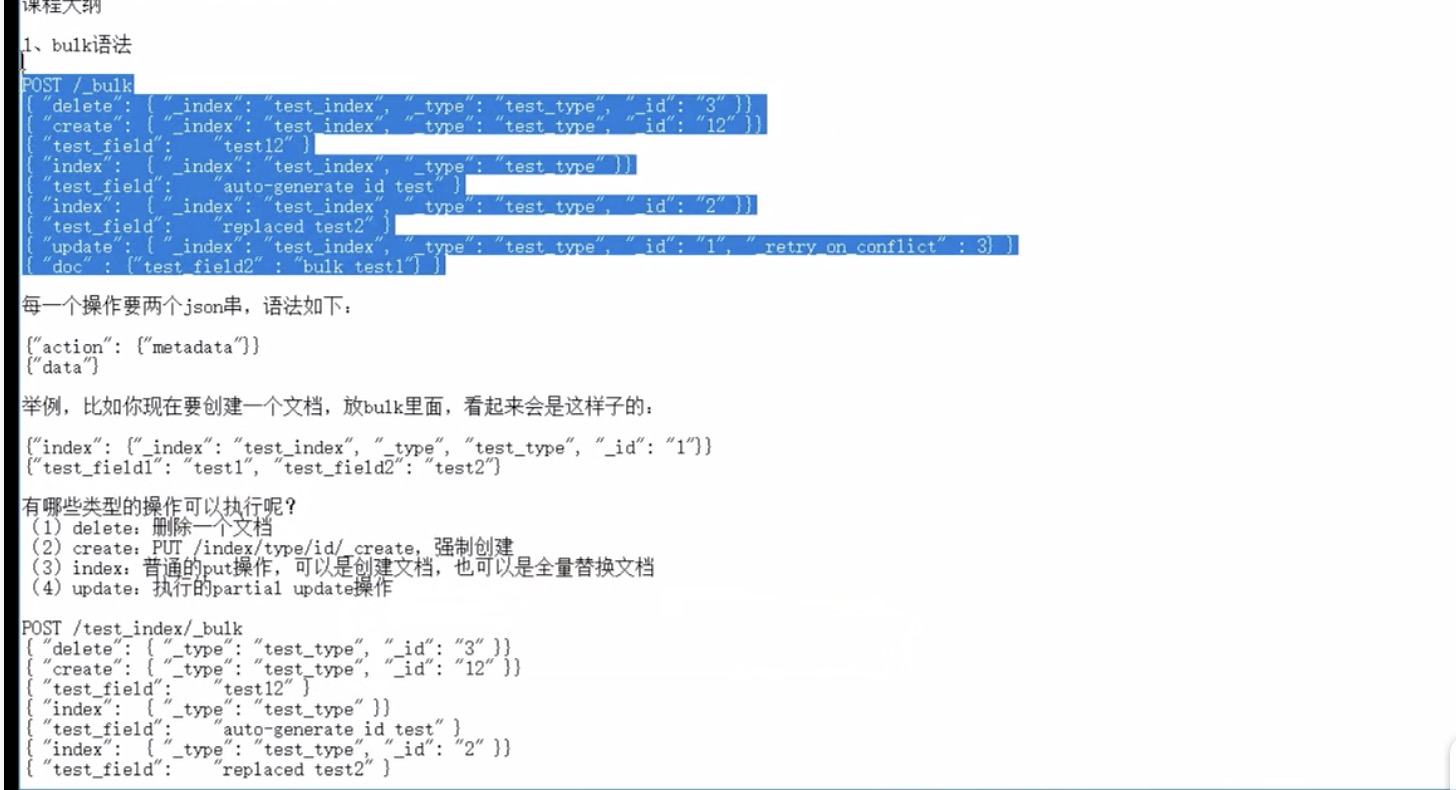 课程大纲
1、bulk语法
POST /_bulk
{ "delete": { "_index": "test_index", "_type": "test_type", "_id": "3" }}
{ "create": { "_index": "test_index", "_type": "test_type", "_id": "12" }}
{ "test_field":    "test12" }
{ "index":  { "_index": "test_index", "_type": "test_type" }}
{ "test_field":    "auto-generate id test" }
{ "index":  { "_index": "test_index", "_type": "test_type", "_id": "2" }}
{ "test_field":    "replaced test2" }
{ "update": { "_index": "test_index", "_type": "test_type", "_id": "1", "_retry_on_conflict" : 3} }
{ "doc" : {"test_field2" : "bulk test1"} }
每一个操作要两个json串，语法如下：
{"action": {"metadata"}}
{"data"}
举例，比如你现在要创建一个文档，放bulk里面，看起来会是这样子的：
{"index": {"_index": "test_index", "_type", "test_type", "_id": "1"}}
{"test_field1": "test1", "test_field2": "test2"}
有哪些类型的操作可以执行呢？
（1）delete：删除一个文档
（2）create：PUT /index/type/id/_create，强制创建
（3）index：普通的put操作，可以是创建文档，也可以是全量替换文档
（4）update：执行的partial update操作
POST /test_index/_bulk
{ "delete": { "_type": "test_type", "_id": "3" }}
{ "create": { "_type": "test_type", "_id": "12" }}
{ "test_field":    "test12" }
{ "index":  { "_type": "test_type" }}
{ "test_field":    "auto-generate id test" }
{ "index":  { "_type": "test_type", "_id": "2" }}
{ "test_field":    "replaced test2" }